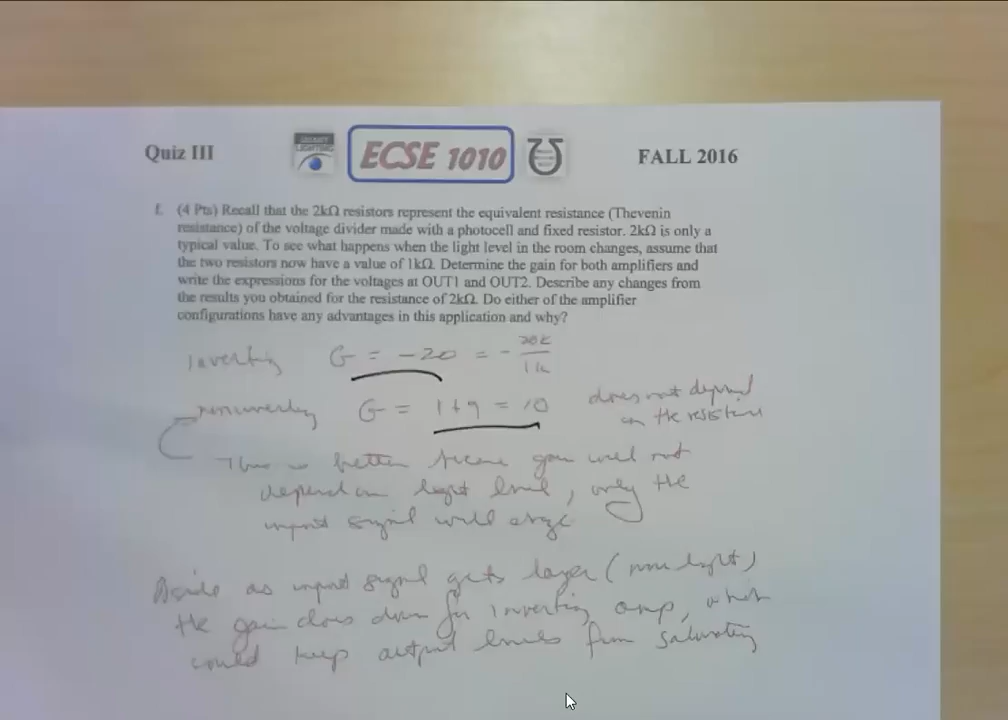 Quiz III
ECSE 1010
FALL 2016
f. (4 Pts) Recall that the 2kΩ resistors represent the equivalent resistance (Thevenin
resistance) of the voltage divider made with a photocell and fixed resistor. 2kΩ is only a
typical value. To see what happens when the light level in the room changes, assume that
the two resistors now have a value of 1kΩ. Determine the gain for both amplifiers and
write the expressions for the voltages at OUT1 and OUT2. Describe any changes from
the results you obtained for the resistance of 2kΩ. Do either of the amplifier
configurations have any advantages in this application and why?
Inverting G = -20 = - 20k / 1k
noninverting G = 1+9 = 10 does not depend
on the resistors
This is better because gain will not
depend on light level, only the
input signal will
Aside as input signal gets larger (more light)
the gain goes down for inverting amp, which
could keep output levels from saturating